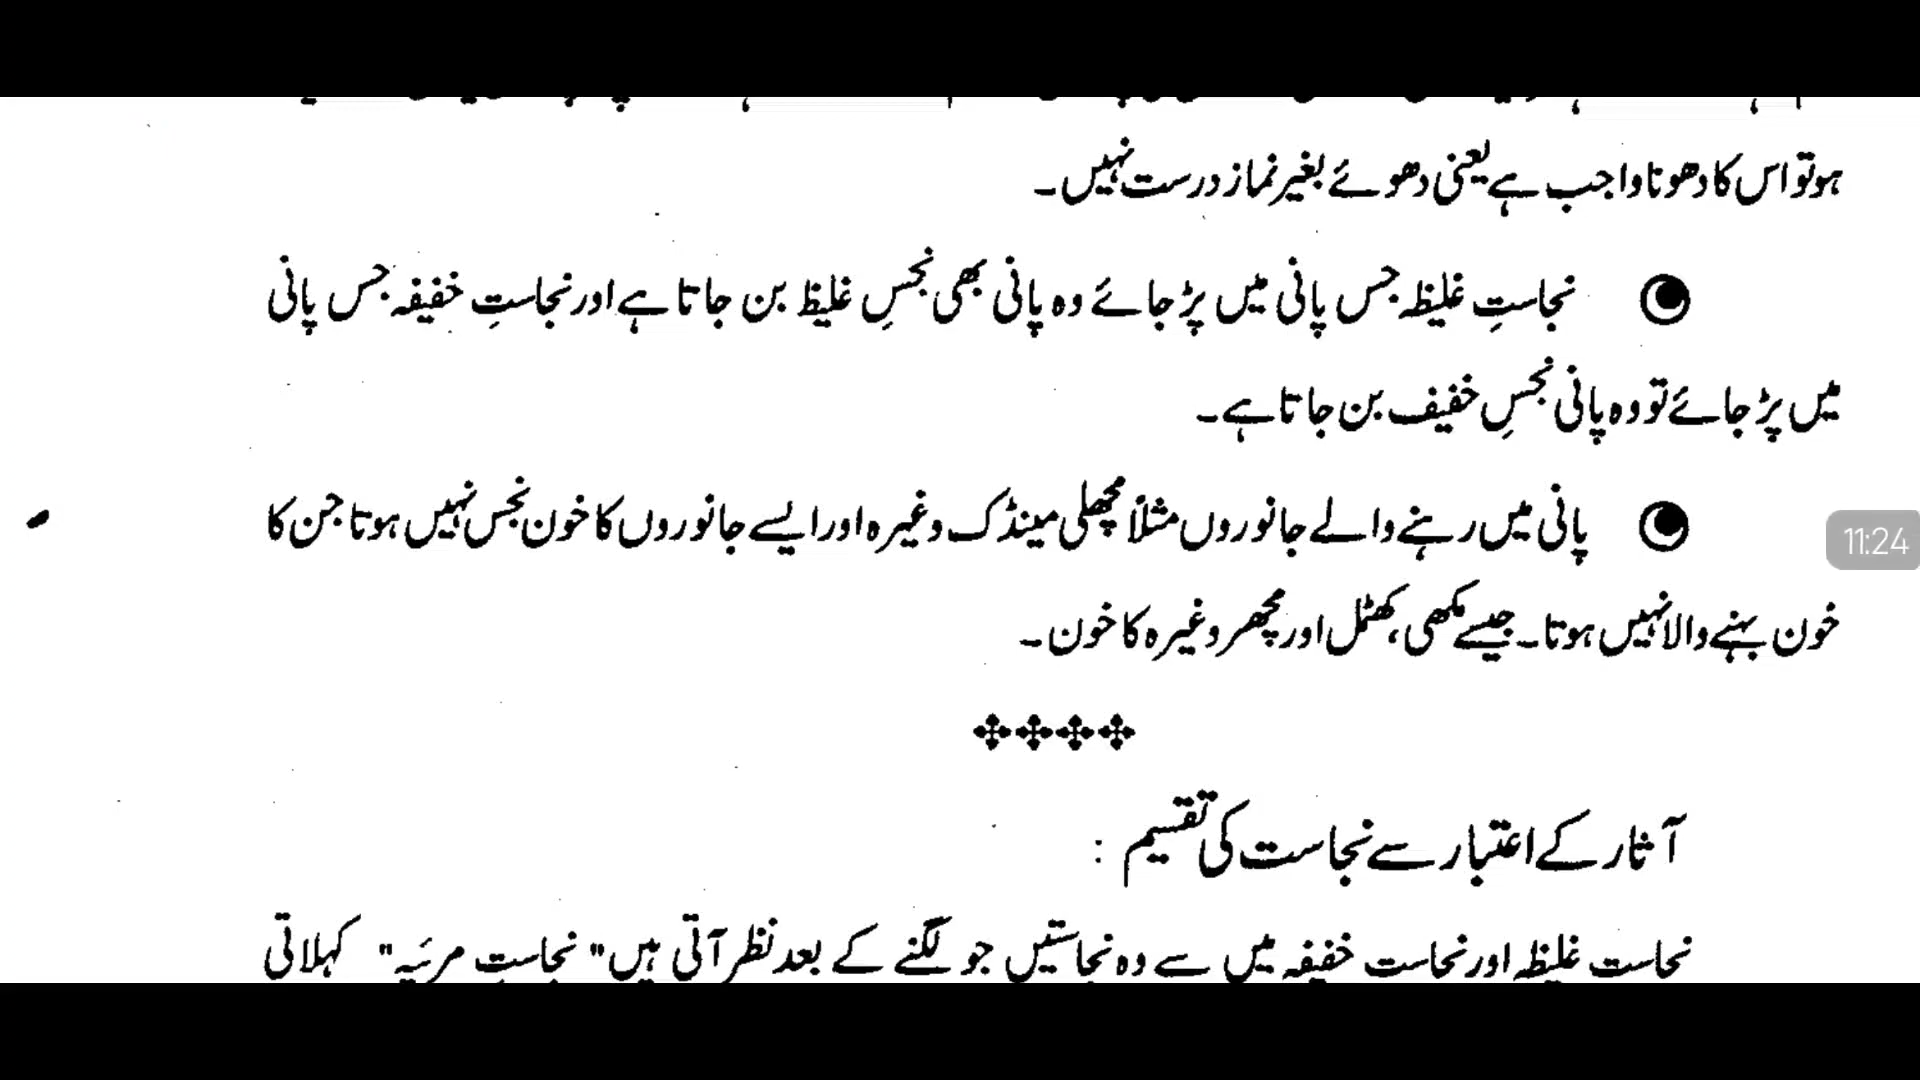 ہو تو اس کا دھونا واجب ہے یعنی دھوئے بغیر نماز درست نہیں ۔
نجاستِ غلیظہ جس پانی میں پڑ جائے وہ پانی بھی نجسِ غلیظ بن جاتا ہے اور نجاستِ خفیفہ جس پانی
میں پڑ جائے تو وہ پانی نجسِ خفیف بن جاتا ہے ۔
پانی میں رہنے والے جانوروں مثلاً مچھلی مینڈک وغیرہ اور ایسے جانوروں کا خون نجس نہیں ہوتا جن کا
11:24
خون بہنے والا نہیں ہوتا ۔ جیسے مکھی، کھٹمل اور مچھر وغیرہ کا خون ۔
آثار کے اعتبار سے نجاست کی تقسیم :
نجاست غلیظہ اور نجاست خفیفہ میں سے وہ نجاستیں جو لگنے کے بعد نظر آتی ہیں "نجاستِ مرئیہ" کہلاتی